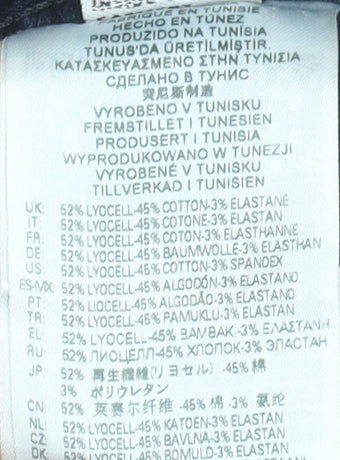 FABRIQUÉ EN TUNISIE
HECHO EN TÚNEZ
PRODUZIDO NA TUNÍSIA
TUNUS'DA ÜRETİLMİŞTİR.
ΚΑΤΑΣΚΕΥΑΣΜΕΝΟ ΣΤΗΝ ΤΥΝΙΣΙΑ
СДЕЛАНО В ТУНИС
突尼斯制造
VYROBENO V TUNISKU
FREMSTILLET I TUNESIEN
PRODUSERT I TUNISIA
WYPRODUKOWANO W TUNEZJI
VYROBENÉ V TUNISKU
TILLVERKAD I TUNISIEN
UK: 52% LYOCELL-45% COTTON-3% ELASTANE
IT: 52% LYOCELL-45% COTONE-3% ELASTAN
FR: 52% LYOCELL-45% COTON-3% ELASTHANNE
DE: 52% LYOCELL-45% BAUMWOLLE-3% ELASTHAN
US: 52% LYOCELL-45% COTTON-3% SPANDEX
ES-MX: 52% LYOCELL-45% ALGODÓN-3% ELASTANO
PT: 52% LIOCELL-45% ALGODÃO-3% ELASTANO
TR: 52% LYOCELL-45% PAMUKLU-3% ELASTAN
EL: 52% LYOCELL-45% ΒΑΜΒΑΚ-3% ΕΛΑΣΤΑΝΗ
RU: 52% ЛИОЦЕЛЛ-45% ХЛОПОК-3% ЭЛАСТАН
JP: 52% 再生繊維(リヨセル) -45% 綿
3% ポリウレタン
CN: 52% 莱赛尔纤维 -45% 棉 -3% 氨纶
NL: 52% LYOCELL-45% KATOEN-3% ELASTAN
CZ: 52% LYOCELL-45% BAVLNA-3% ELASTAN
DK: 52% LYOCELL-45% BOMULD-3% ELASTAN